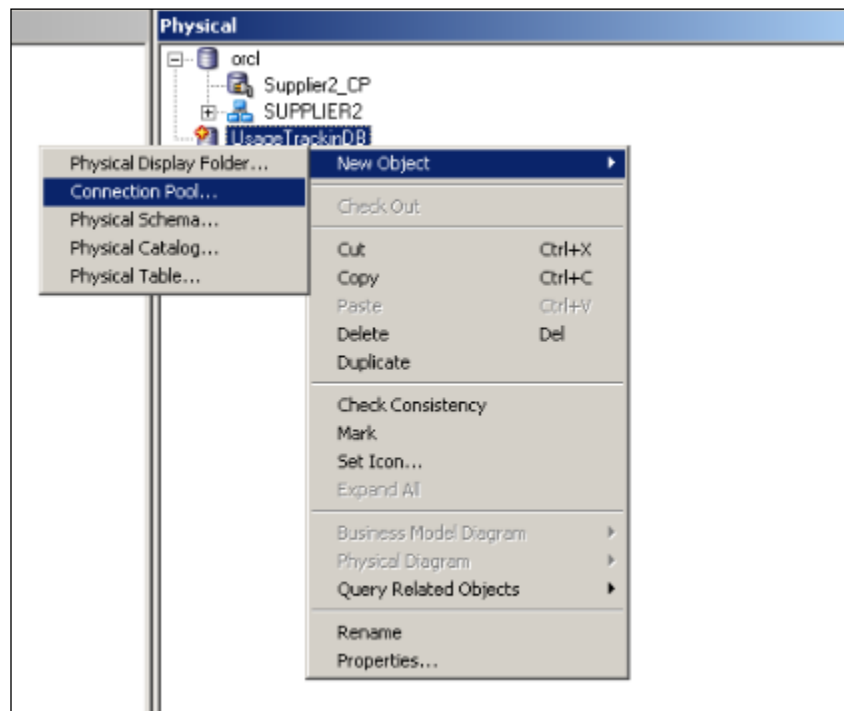 Physical
orcl
Supplier2_CP
SUPPLIER2
UsageTrackinDB
Physical Display Folder...
Connection Pool...
Physical Schema...
Physical Catalog...
Physical Table...
New Object
Check Out
Cut Ctrl+X
Copy Ctrl+C
Paste Ctrl+V
Delete Del
Duplicate
Check Consistency
Mark
Set Icon...
Expand All
Business Model Diagram
Physical Diagram
Query Related Objects
Rename
Properties...